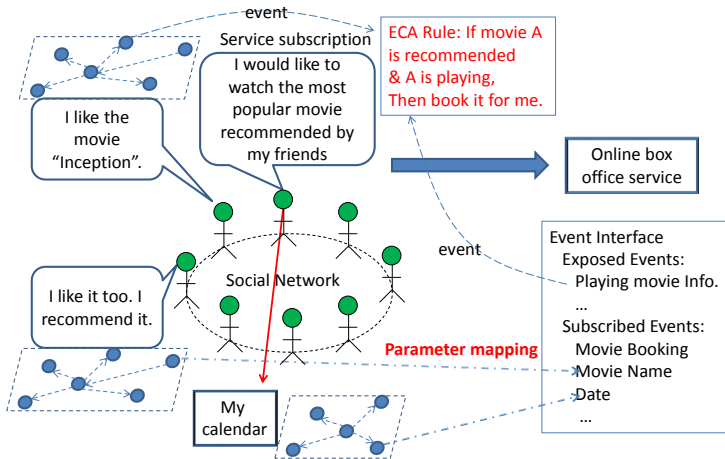 event
Service subscription
I would like to
watch the most
popular movie
recommended by
my friends
ECA Rule: If movie A
is recommended
& A is playing,
Then book it for me.
I like the
movie
“Inception”.
Online box
office service
event
Event Interface
Exposed Events:
Playing movie Info.
...
Subscribed Events:
Movie Booking
Movie Name
Date
...
Social Network
I like it too. I
recommend it.
Parameter mapping
My
calendar